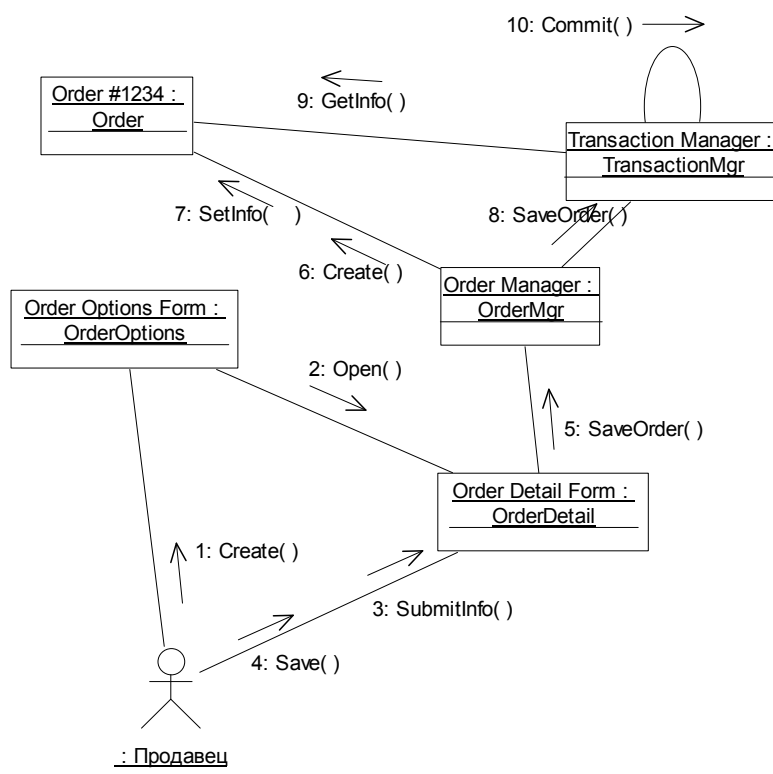 10: Commit( )
9: GetInfo( )
Order #1234 :
Order
Transaction Manager :
TransactionMgr
7: SetInfo( )
8: SaveOrder( )
6: Create( )
Order Manager :
OrderMgr
Order Options Form :
OrderOptions
2: Open( )
5: SaveOrder( )
Order Detail Form :
OrderDetail
1: Create( )
3: SubmitInfo( )
4: Save( )
: Продавец